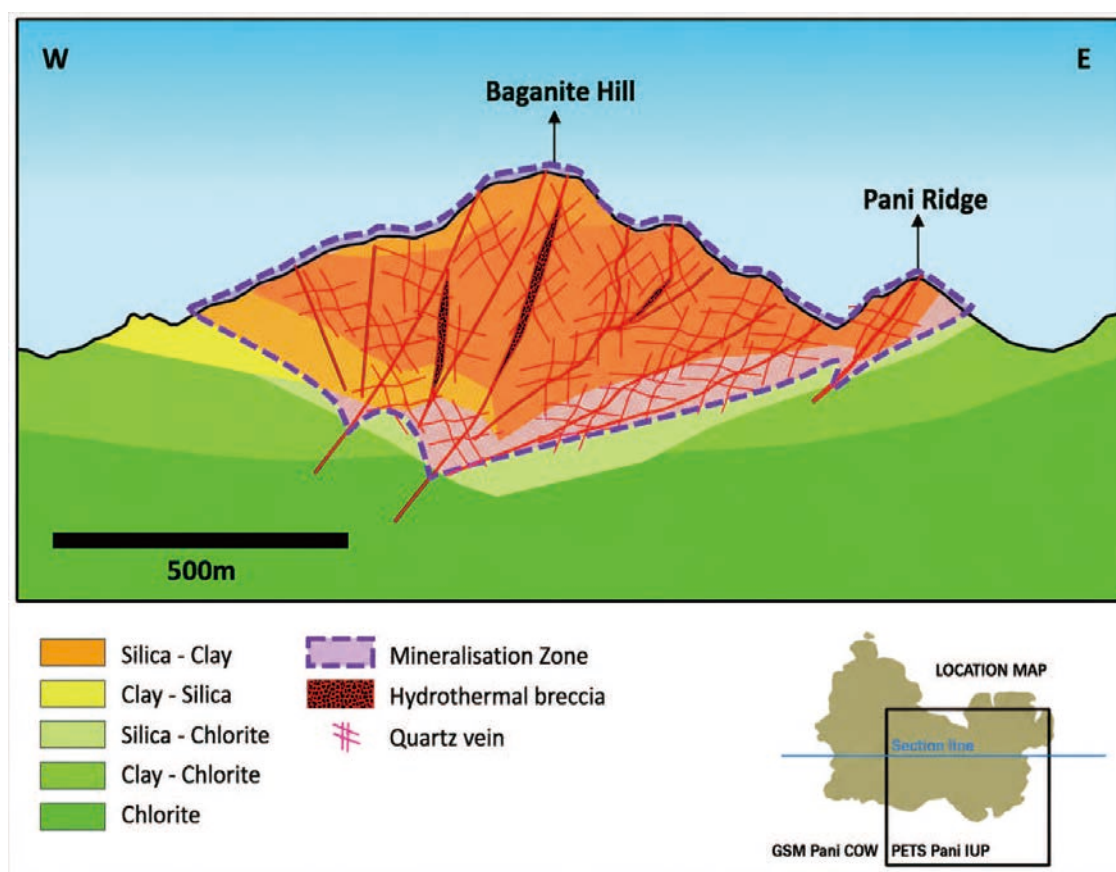 W
E
Baganite Hill
Pani Ridge
500m
Silica - Clay
Clay - Silica
Silica - Chlorite
Clay - Chlorite
Chlorite
Mineralisation Zone
Hydrothermal breccia
Quartz vein
LOCATION MAP
Section line
GSM Pani COW
PETS Pani IUP